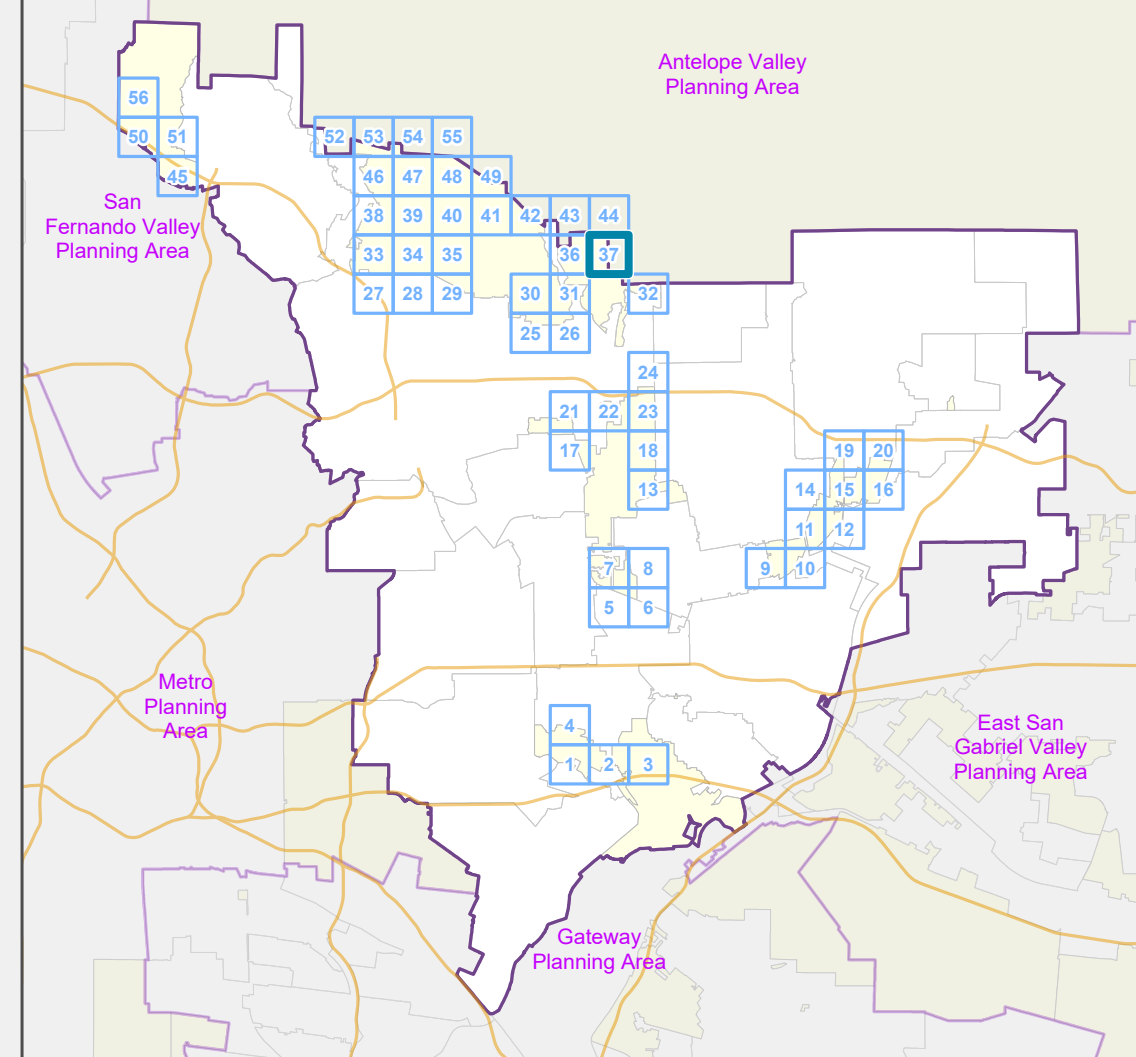 Antelope Valley
Planning Area
56
50 51
52 53 54 55
45
46 47 48 49
San
Fernando Valley
Planning Area
38 39 40 41 42 43 44
33 34 35 36 37
27 28 29 30 31 32
25 26
24
21 22 23
17 18
19 20
13
14 15 16
11 12
7 8
9 10
5 6
Metro
Planning
Area
4
1 2 3
East San
Gabriel Valley
Planning Area
Gateway
Planning Area